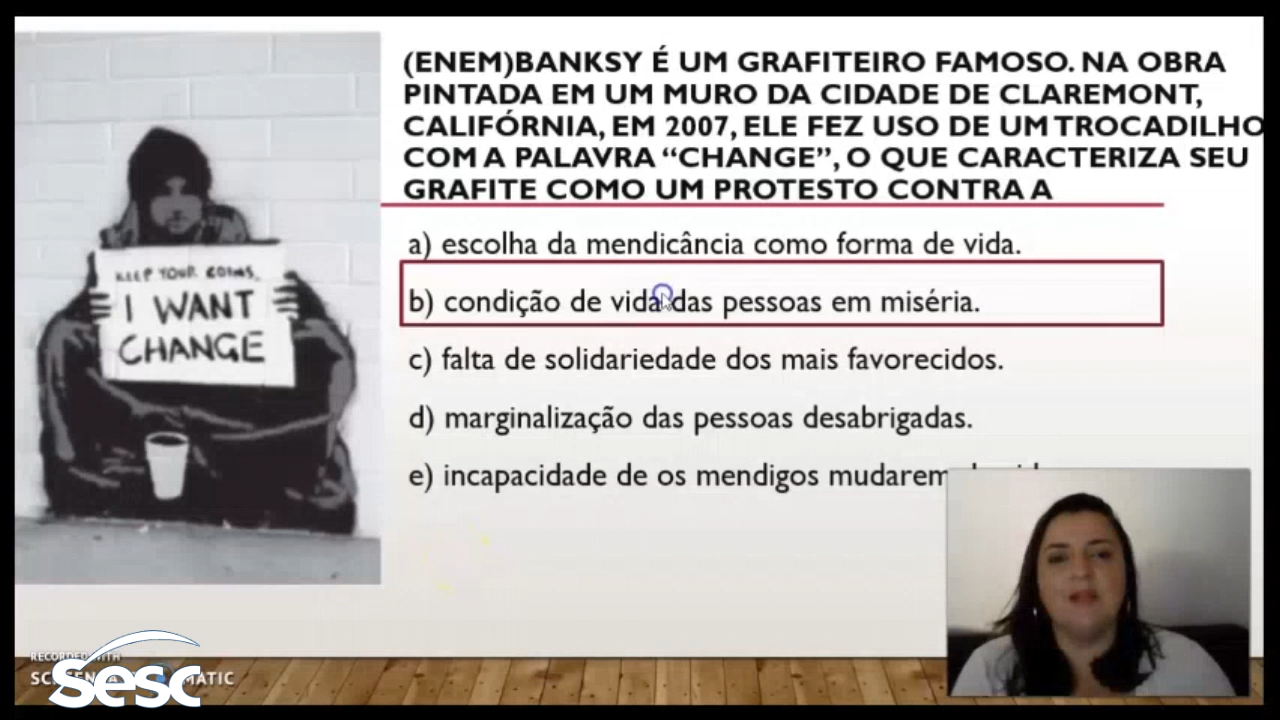 (ENEM)BANKSY É UM GRAFITEIRO FAMOSO. NA OBRA
PINTADA EM UM MURO DA CIDADE DE CLAREMONT,
CALIFÓRNIA, EM 2007, ELE FEZ USO DE UM TROCADILHO
COM A PALAVRA “CHANGE”, O QUE CARACTERIZA SEU
GRAFITE COMO UM PROTESTO CONTRA A
a) escolha da mendicância como forma de vida.
b) condição de vida das pessoas em miséria.
c) falta de solidariedade dos mais favorecidos.
d) marginalização das pessoas desabrigadas.
e) incapacidade de os mendigos mudarem
KEEP YOUR COINS,
I WANT
CHANGE
RECORDED WITH
sesc